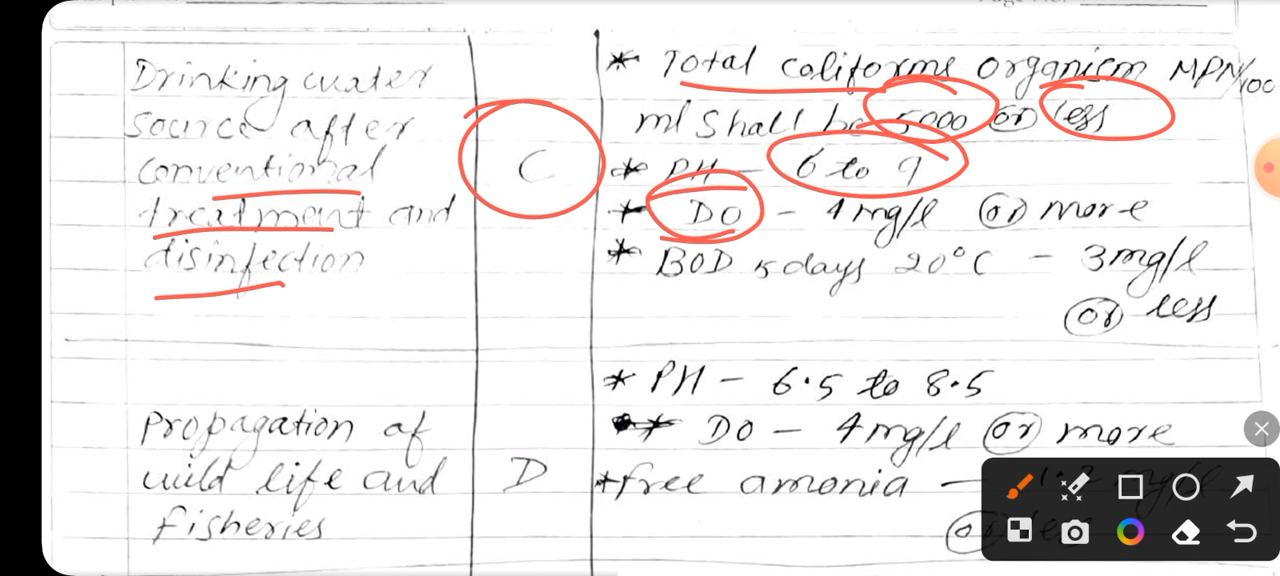 Drinking water
source after
conventional
treatment and
disinfection
C
* Total coliforms organism MPN/100
ml Shall be 5000 or less
* PH - 6 to 9
* DO - 4mg/l or more
* BOD 5 days 20°C - 3mg/l
or less
Propagation of
wild life and
fisheries
D
* PH - 6.5 to 8.5
* DO - 4mg/l or more
* free amonia -